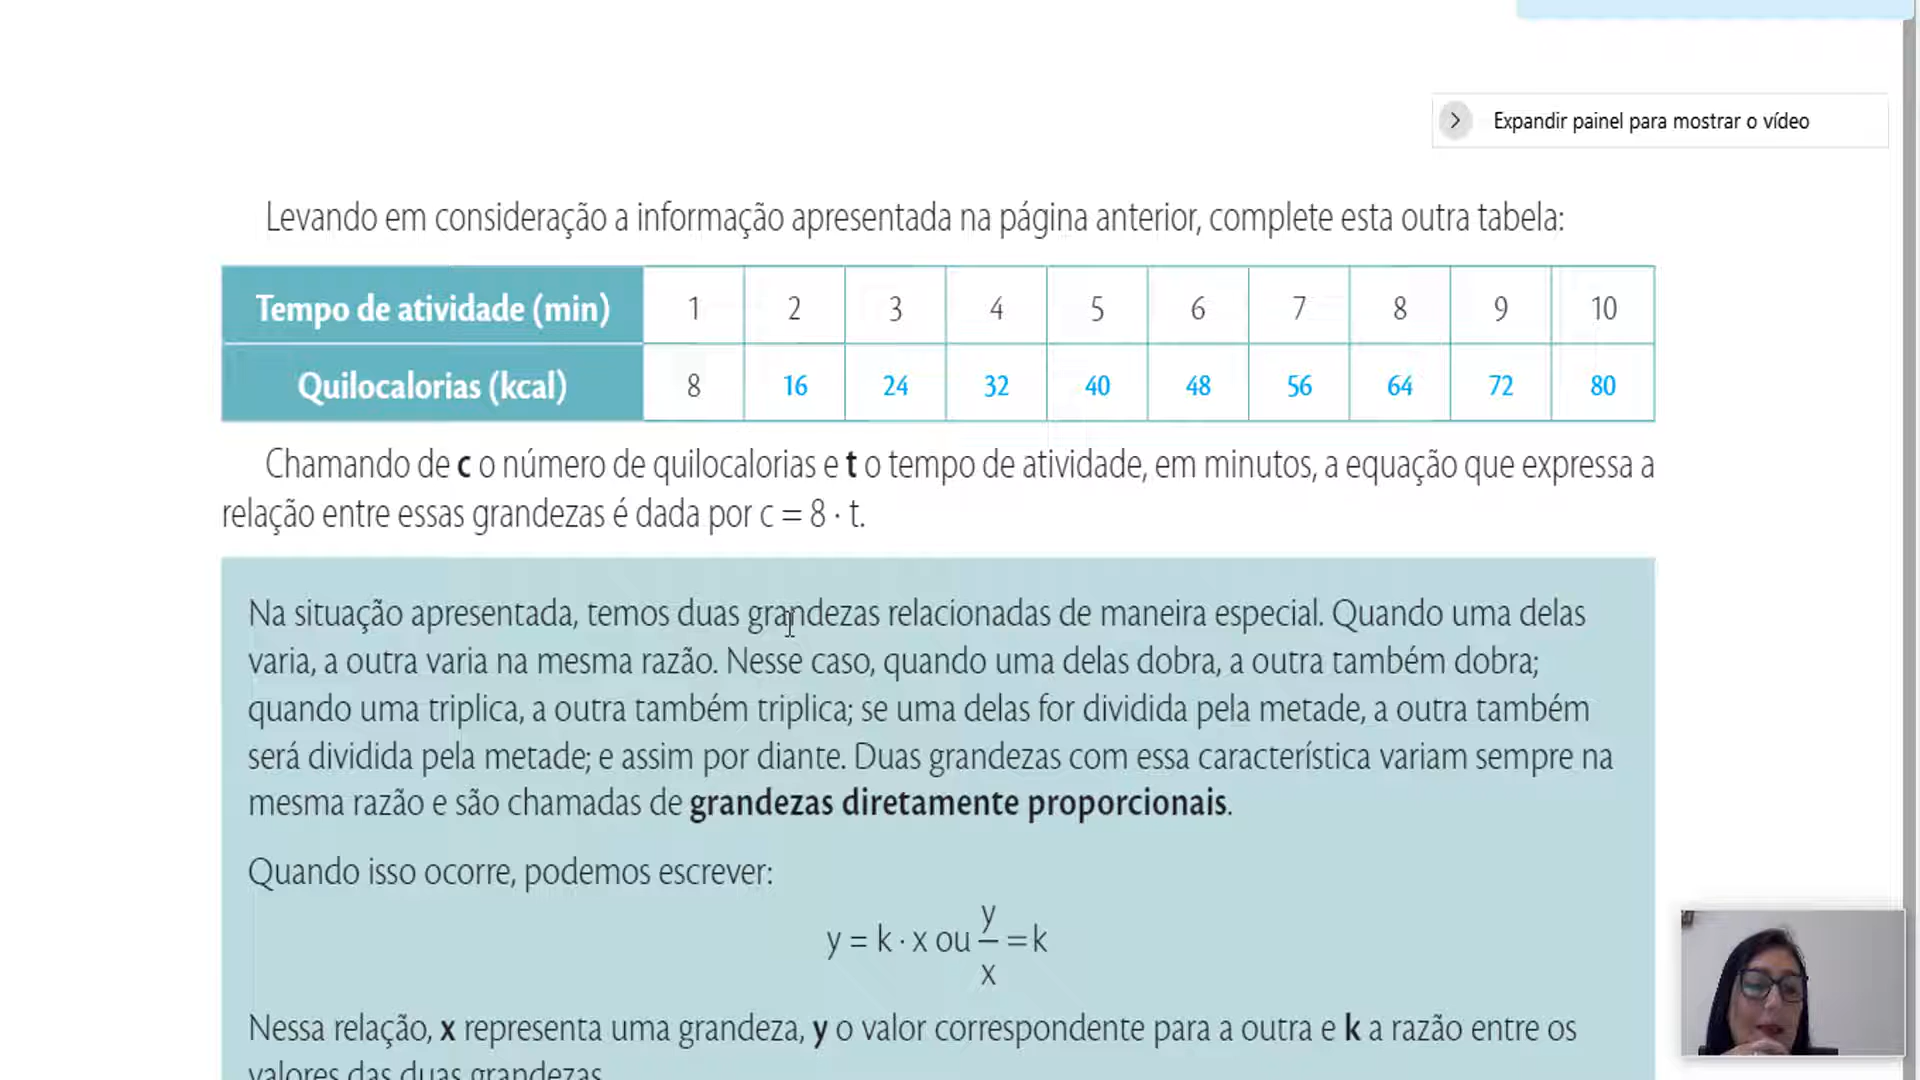 Expandir painel para mostrar o vídeo
Levando em consideração a informação apresentada na página anterior, complete esta outra tabela:
Tempo de atividade (min) 1 2 3 4 5 6 7 8 9 10
Quilocalorias (kcal) 8 16 24 32 40 48 56 64 72 80
Chamando de c o número de quilocalorias e t o tempo de atividade, em minutos, a equação que expressa a
relação entre essas grandezas é dada por c = 8 · t.
Na situação apresentada, temos duas grandezas relacionadas de maneira especial. Quando uma delas
varia, a outra varia na mesma razão. Nesse caso, quando uma delas dobra, a outra também dobra;
quando uma triplica, a outra também triplica; se uma delas for dividida pela metade, a outra também
será dividida pela metade; e assim por diante. Duas grandezas com essa característica variam sempre na
mesma razão e são chamadas de grandezas diretamente proporcionais.
Quando isso ocorre, podemos escrever:
y = k · x ou y/x = k
Nessa relação, x representa uma grandeza, y o valor correspondente para a outra e k a razão entre os
valores das duas grandezas.